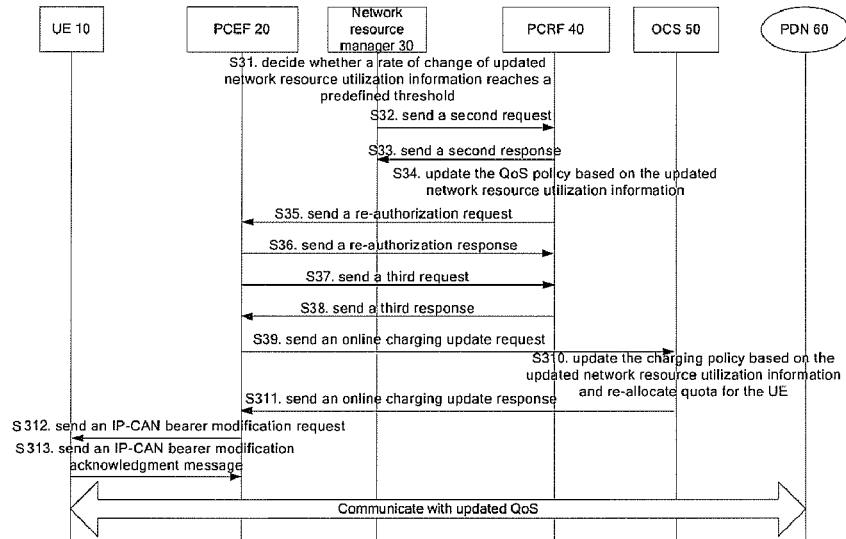 UE 10
PCEF 20
Network
resource
manager 30
PCRF 40
OCS 50
PDN 60
S31. decide whether a rate of change of updated
network resource utilization information reaches a
predefined threshold
S32. send a second request
S33. send a second response
S34. update the QoS policy based on the updated
network resource utilization information
S35. send a re-authorization request
S36. send a re-authorization response
S37. send a third request
S38. send a third response
S39. send an online charging update request
S310. update the charging policy based on the
updated network resource utilization information
and re-allocate quota for the UE
S311. send an online charging update response
S312. send an IP-CAN bearer modification request
S313. send an IP-CAN bearer modification
acknowledgment message
Communicate with updated QoS